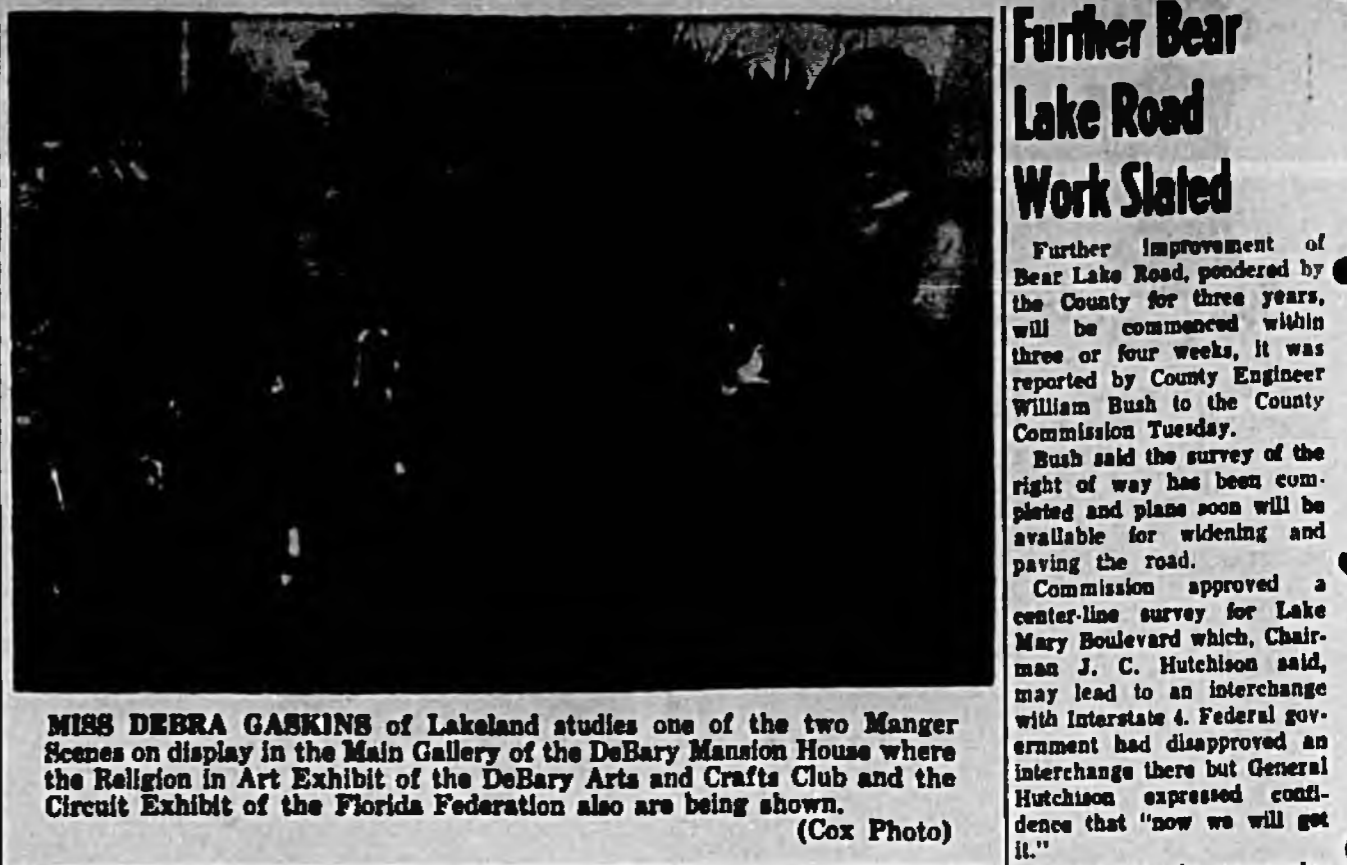 MISS DEBRA GASKINS of Lakeland studies one of the two Manger
Scenes on display in the Main Gallery of the DeBary Mansion House where
the Religion in Art Exhibit of the DeBary Arts and Crafts Club and the
Circuit Exhibit of the Florida Federation also are being shown.
(Cox Photo)
Further Bear
Lake Road
Work Slated
Further improvement of
Bear Lake Road, pondered by
the County for three years,
will be commenced within
three or four weeks, it was
reported by County Engineer
William Bush to the County
Commission Tuesday.
Bush said the survey of the
right of way has been com-
pleted and plans soon will be
available for widening and
paving the road.
Commission approved a
center-line survey for Lake
Mary Boulevard which, Chair-
man J. C. Hutchison said,
may lead to an interchange
with Interstate 4. Federal gov-
ernment had disapproved an
interchange there but General
Hutchison expressed confi-
dence that "now we will get
it."